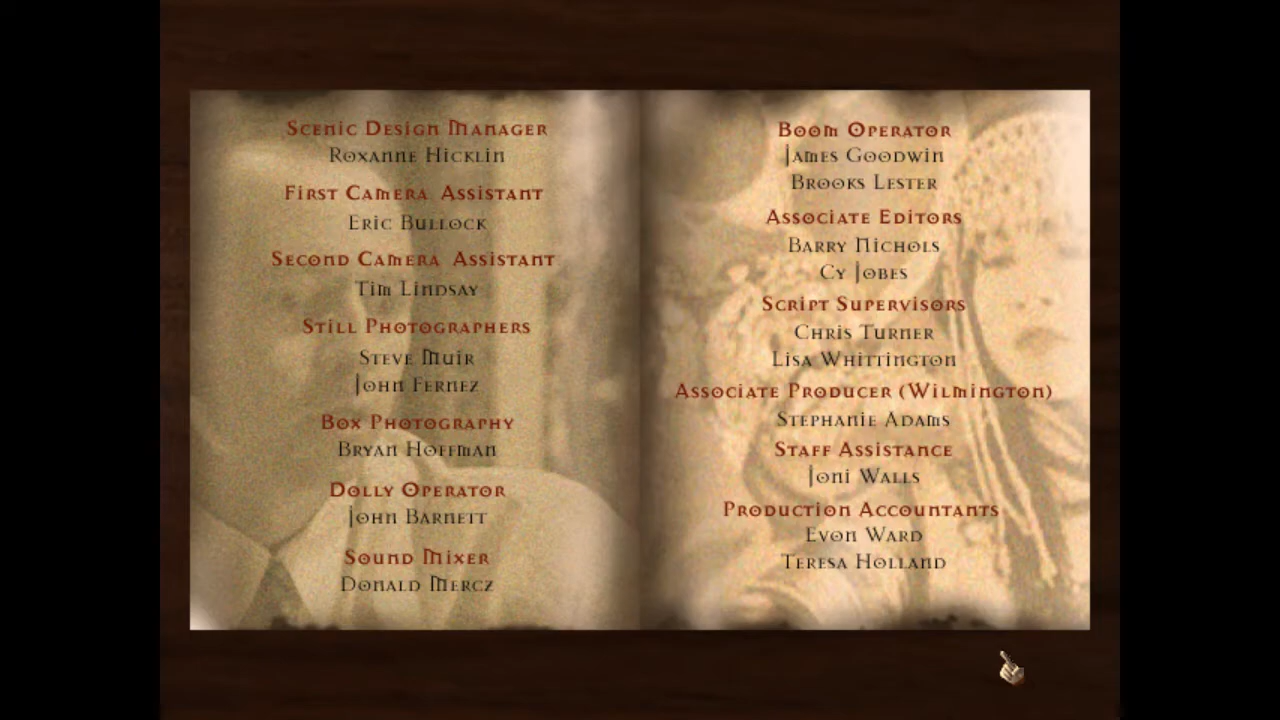 Scenic Design Manager
Roxanne Hicklin
First Camera Assistant
Eric Bullock
Second Camera Assistant
Tim Lindsay
Still Photographers
Steve Muir
John Fernez
Box Photography
Bryan Hoffman
Dolly Operator
John Barnett
Sound Mixer
Donald Mercz
Boom Operator
James Goodwin
Brooks Lester
Associate Editors
Barry Nichols
Cy Jobes
Script Supervisors
Chris Turner
Lisa Whittington
Associate Producer (Wilmington)
Stephanie Adams
Staff Assistance
Joni Walls
Production Accountants
Evon Ward
Teresa Holland